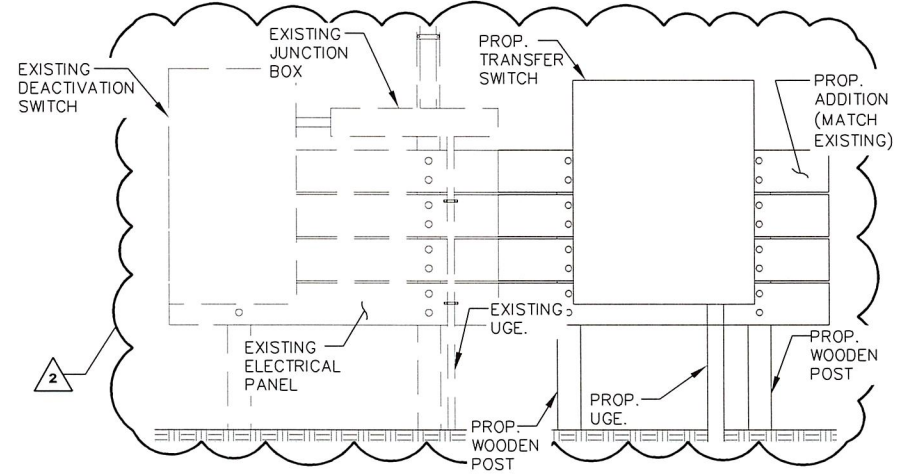 EXISTING
DEACTIVATION
SWITCH
EXISTING
JUNCTION
BOX
PROP.
TRANSFER
SWITCH
PROP.
ADDITION
(MATCH
EXISTING)
EXISTING
ELECTRICAL
PANEL
EXISTING
UGE.
PROP.
WOODEN
POST
PROP.
UGE.
PROP.
WOODEN
POST
2